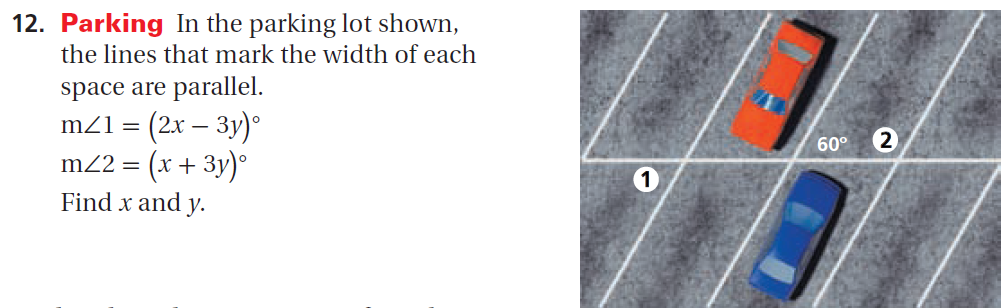 12. Parking In the parking lot shown,
the lines that mark the width of each
space are parallel.
m∠1 = (2x − 3y)°
m∠2 = (x + 3y)°
Find x and y.
60°
2
1